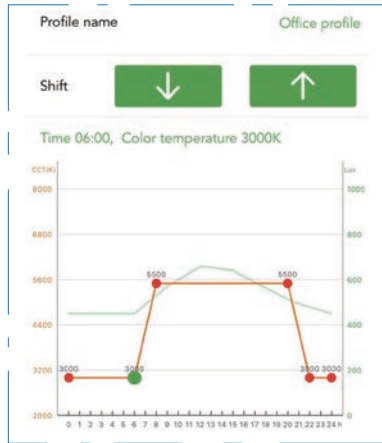 Profile name Office profile
Shift
Time 06:00, Color temperature 3000K
CCT(K) Lux
8000 1000
6800 800
5500 5500
5600 600
4400 400
3000 3000 3000 3000
3200 200
2000 0
0 1 2 3 4 5 6 7 8 9 10 11 12 13 14 15 16 17 18 19 20 21 22 23 24 h